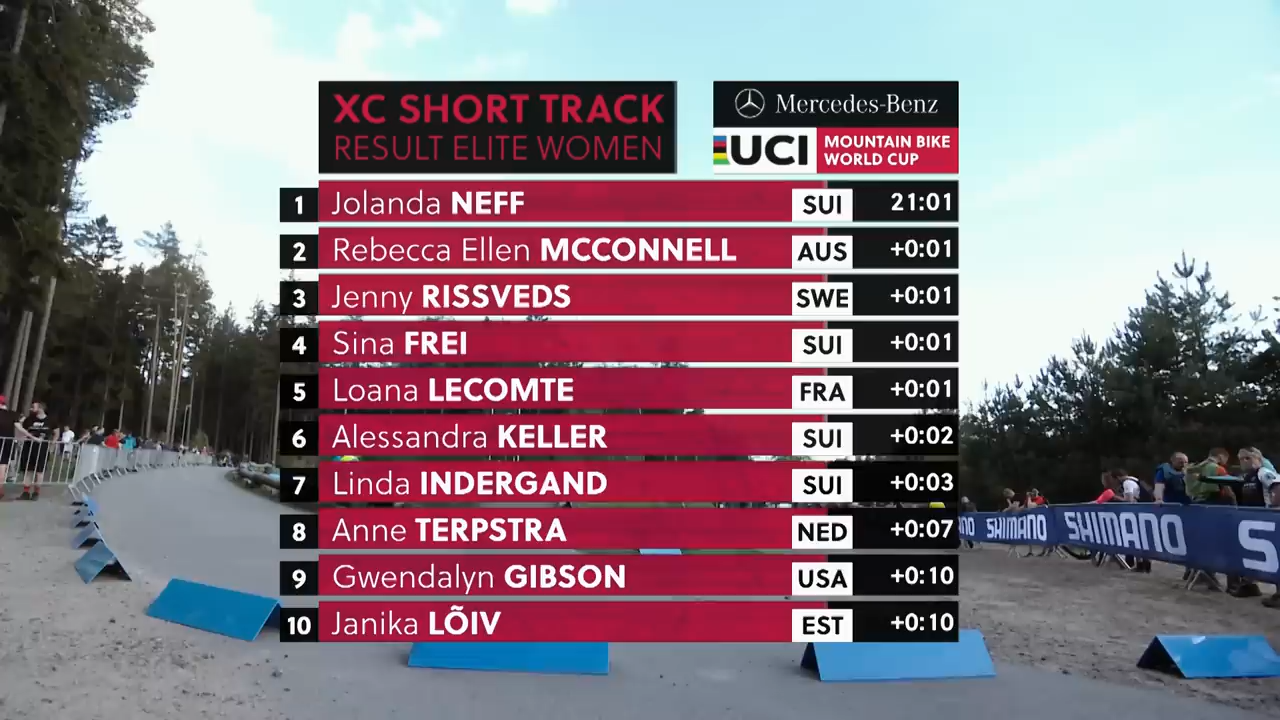 XC SHORT TRACK
RESULT ELITE WOMEN
Mercedes-Benz
UCI MOUNTAIN BIKE
WORLD CUP
1 Jolanda NEFF SUI 21:01
2 Rebecca Ellen MCCONNELL AUS +0:01
3 Jenny RISSVEDS SWE +0:01
4 Sina FREI SUI +0:01
5 Loana LECOMTE FRA +0:01
6 Alessandra KELLER SUI +0:02
7 Linda INDERGAND SUI +0:03
8 Anne TERPSTRA NED +0:07
9 Gwendalyn GIBSON USA +0:10
10 Janika LÕIV EST +0:10
SHIMANO SHIMANO